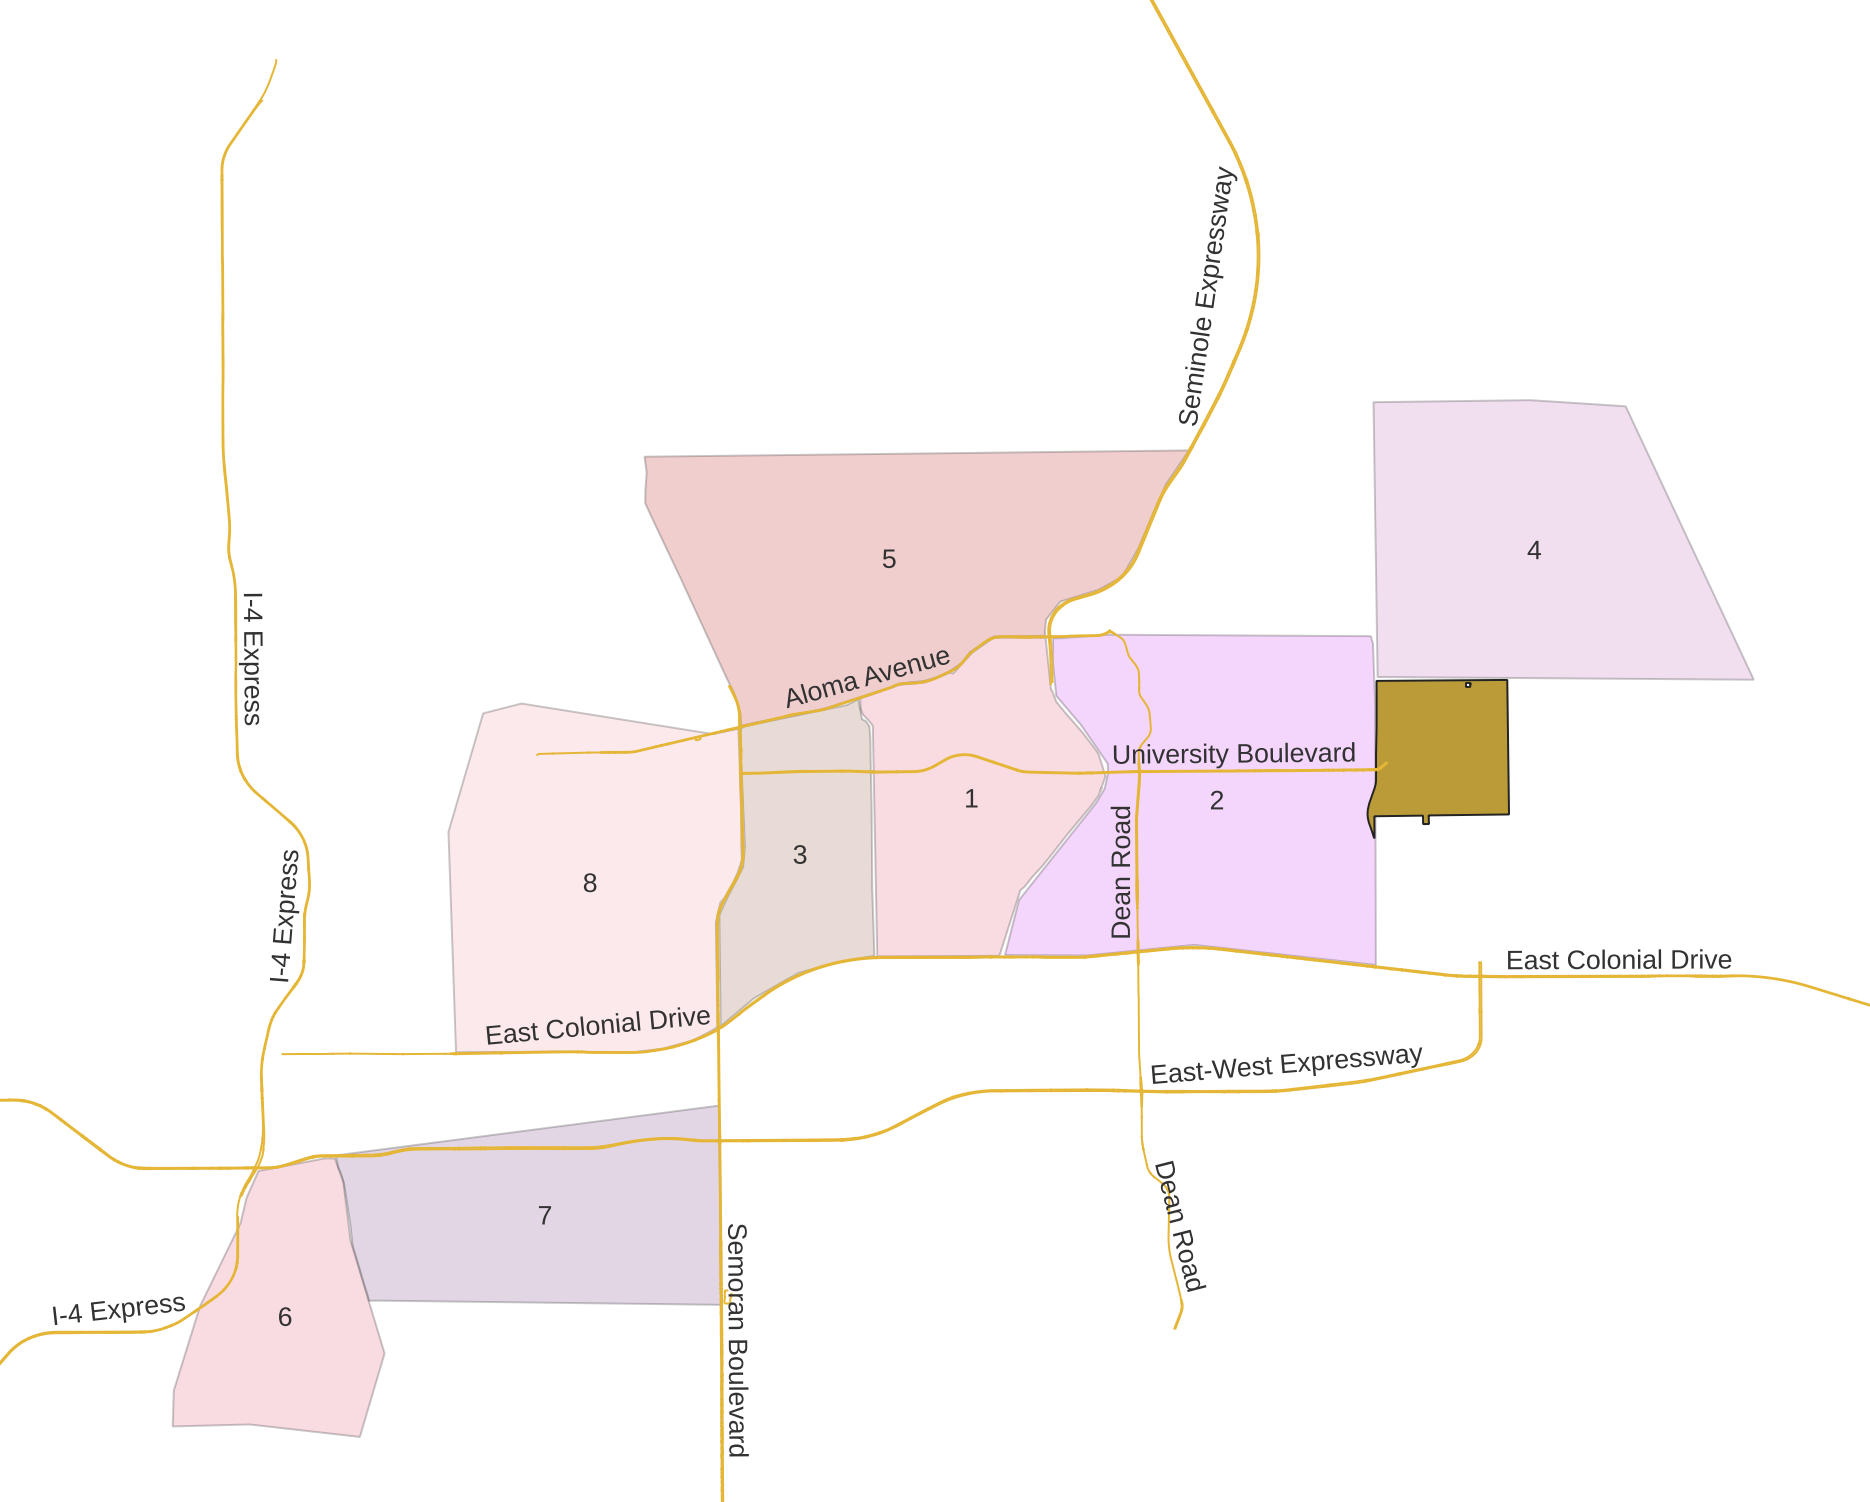 Seminole Expressway
4
5
I-4 Express
Aloma Avenue
University Boulevard
1
2
3
Dean Road
8
I-4 Express
East Colonial Drive
East Colonial Drive
East-West Expressway
7
Dean Road
I-4 Express
6
Semoran Boulevard